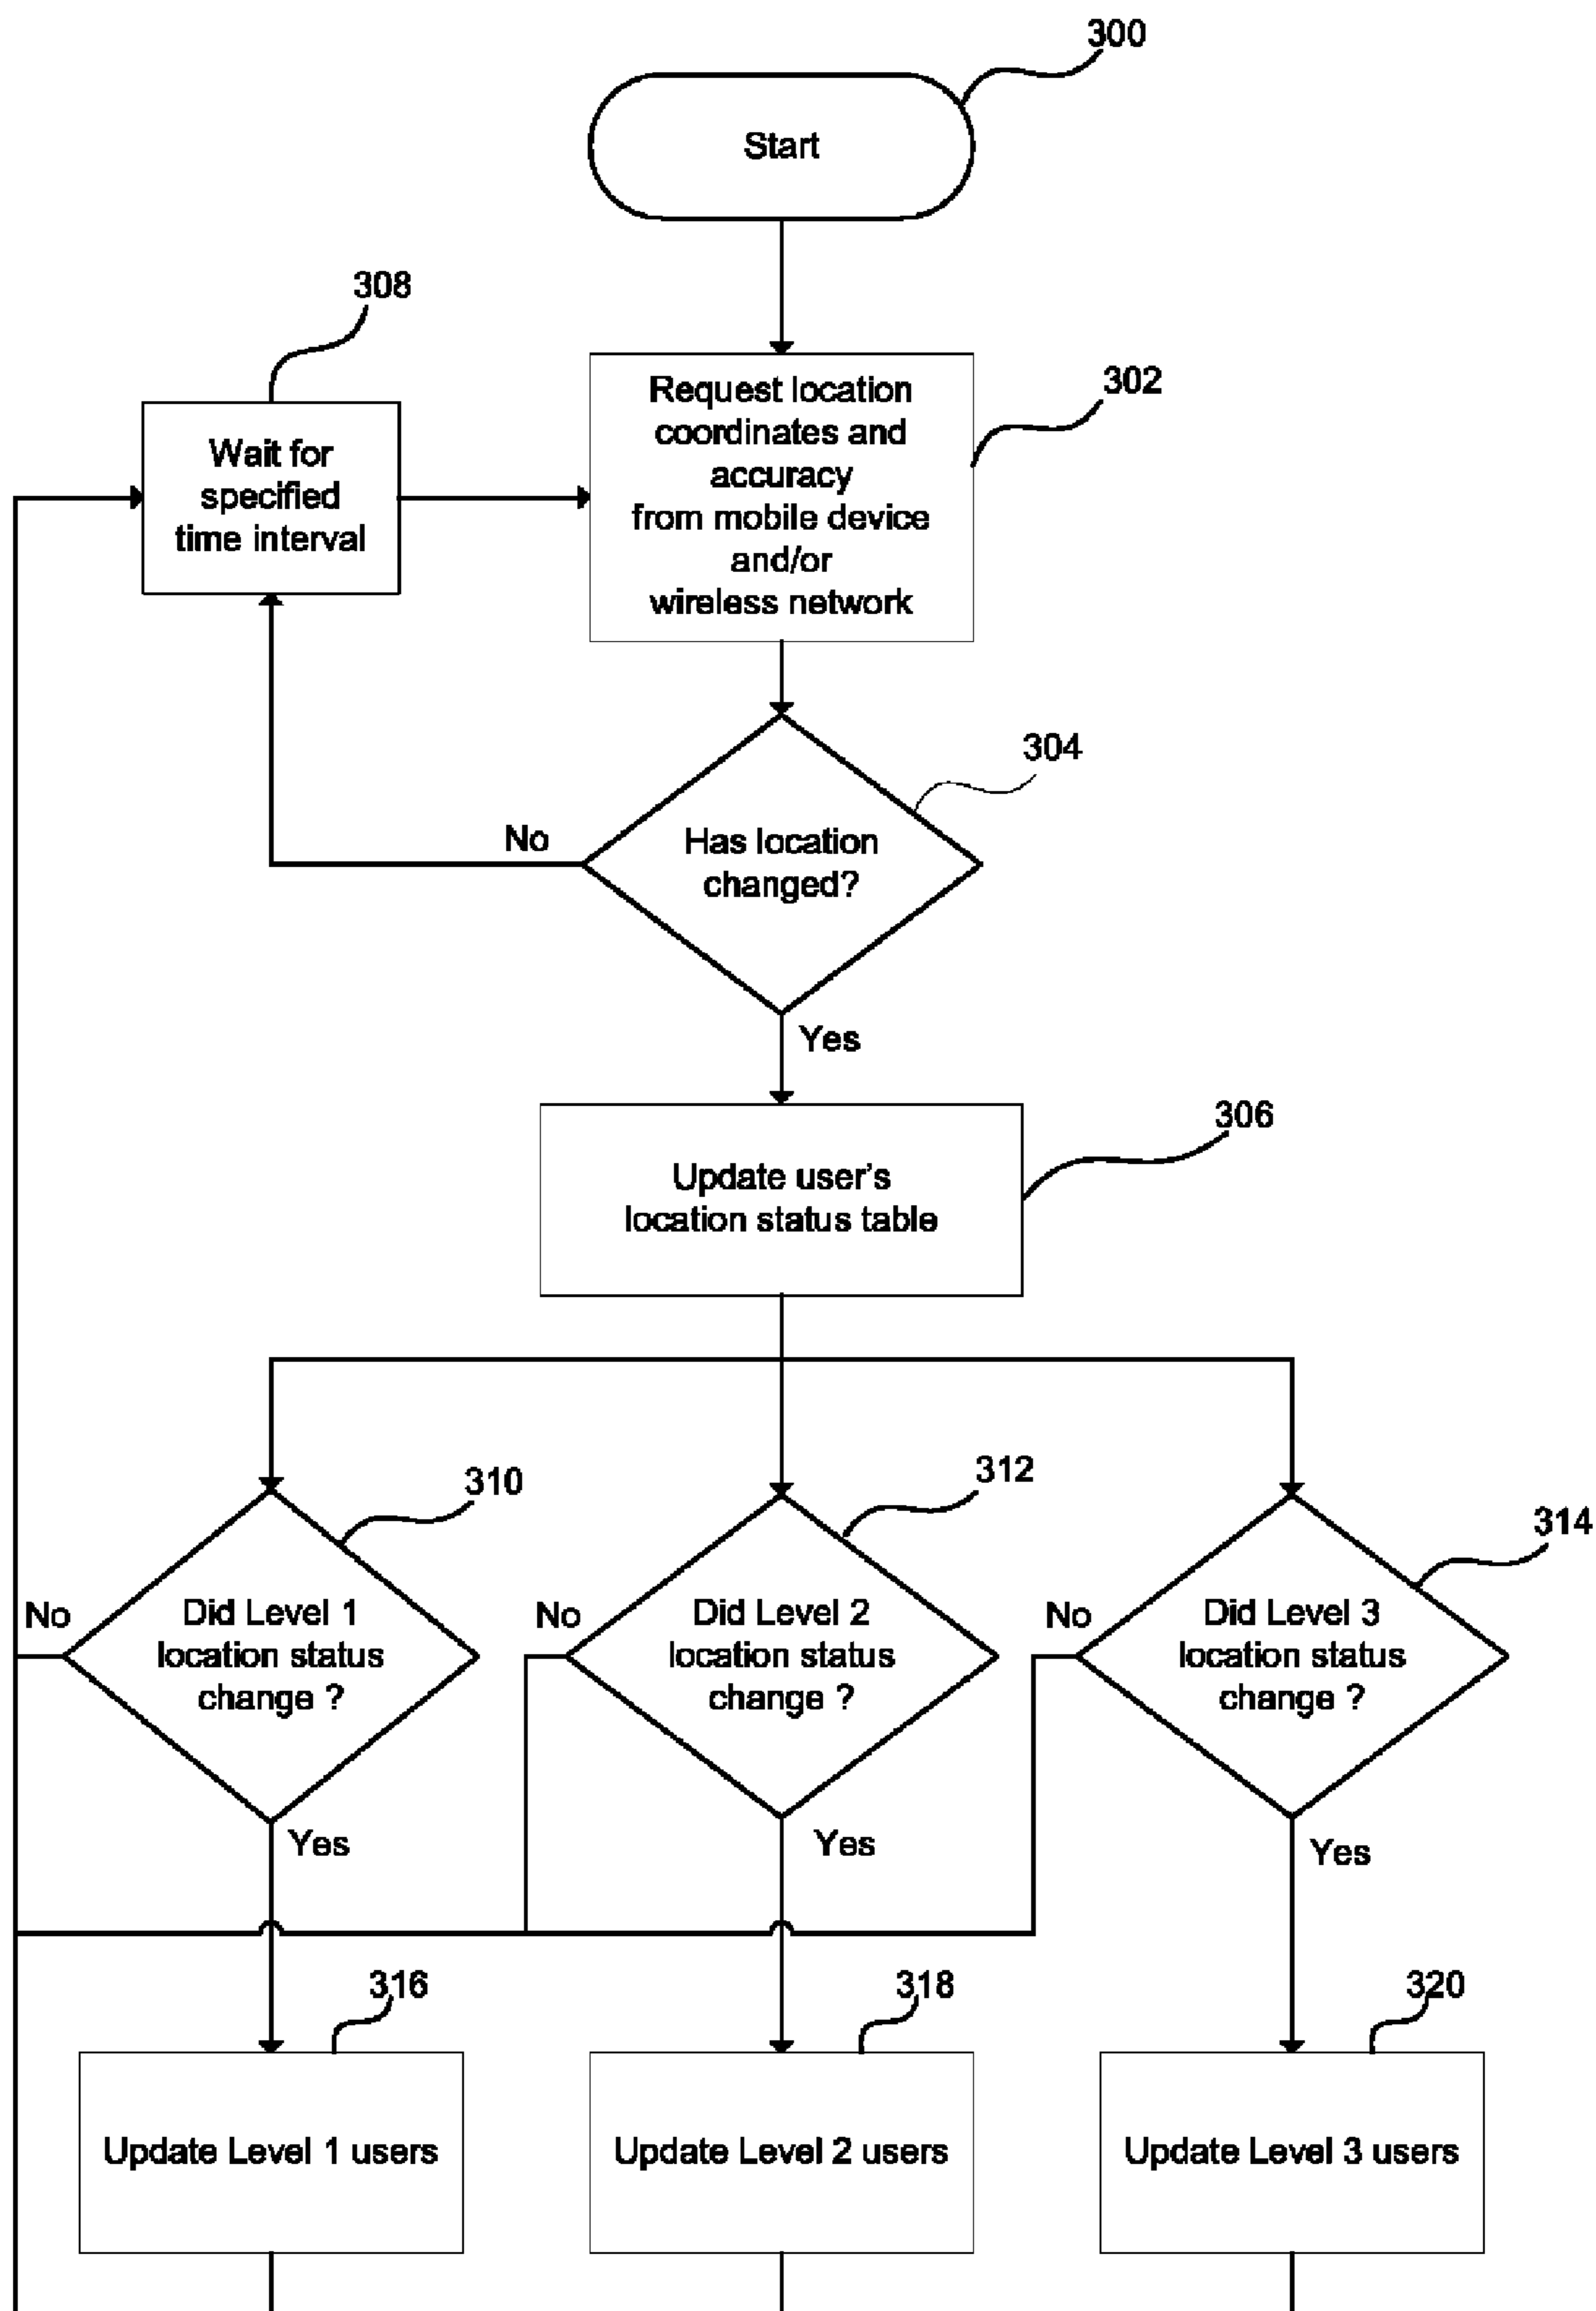 300
Start
308
302
Wait for
specified
time interval
Request location
coordinates and
accuracy
from mobile device
and/or
wireless network
304
No
Has location
changed?
Yes
306
Update user's
location status table
310
312
314
No
Did Level 1
location status
change ?
No
Did Level 2
location status
change ?
No
Did Level 3
location status
change ?
Yes
Yes
Yes
316
318
320
Update Level 1 users
Update Level 2 users
Update Level 3 users